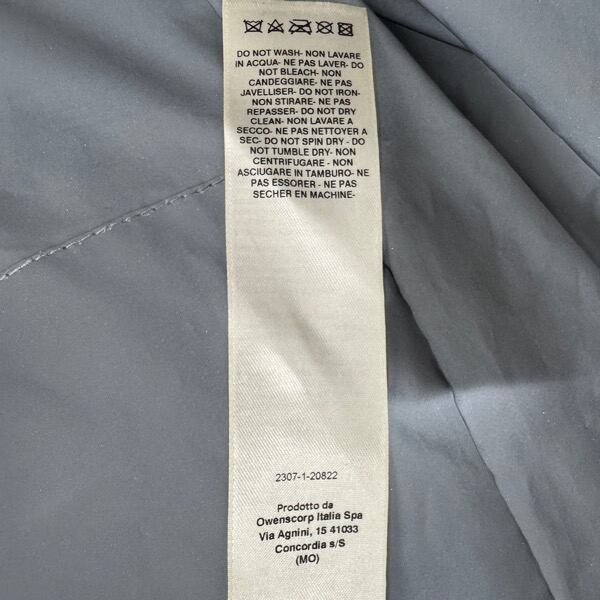 DO NOT WASH- NON LAVARE
IN ACQUA- NE PAS LAVER- DO
NOT BLEACH- NON
CANDEGGIARE- NE PAS
JAVELLISER- DO NOT IRON-
NON STIRARE- NE PAS
REPASSER- DO NOT DRY
CLEAN- NON LAVARE A
SECCO- NE PAS NETTOYER A
SEC- DO NOT SPIN DRY - DO
NOT TUMBLE DRY- NON
CENTRIFUGARE - NON
ASCIUGARE IN TAMBURO- NE
PAS ESSORER - NE PAS
SECHER EN MACHINE-
2307-1-20822
Prodotto da
Owenscorp Italia Spa
Via Agnini, 15 41033
Concordia s/S
(MO)